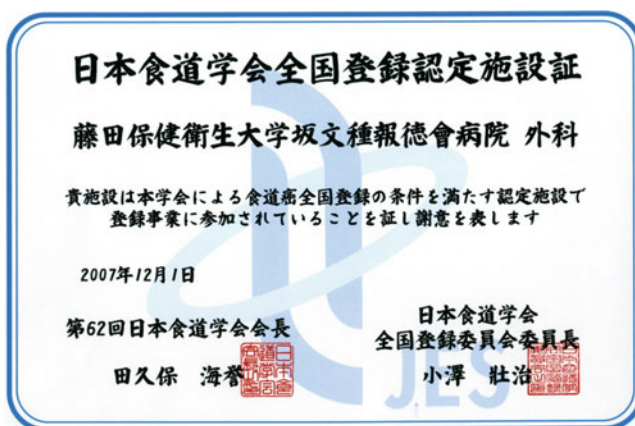 日本食道学会全国登録認定施設証
藤田保健衛生大学坂文種報徳會病院 外科
貴施設は本学会による食道癌全国登録の条件を満たす認定施設で
登録事業に参加されていることを証し謝意を表します
2007年12月1日
第62回日本食道学会会長
田久保 海誉
日本食道学会
全国登録委員会委員長
小澤 壯治
JES